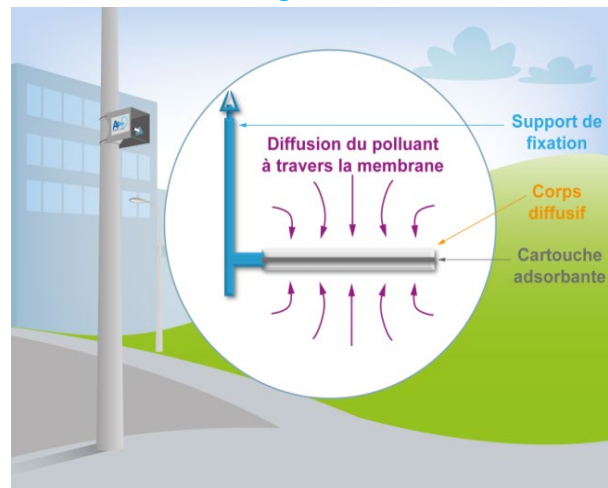 Diffusion du polluant
à travers la membrane
Support de
fixation
Corps
diffusif
Cartouche
adsorbante